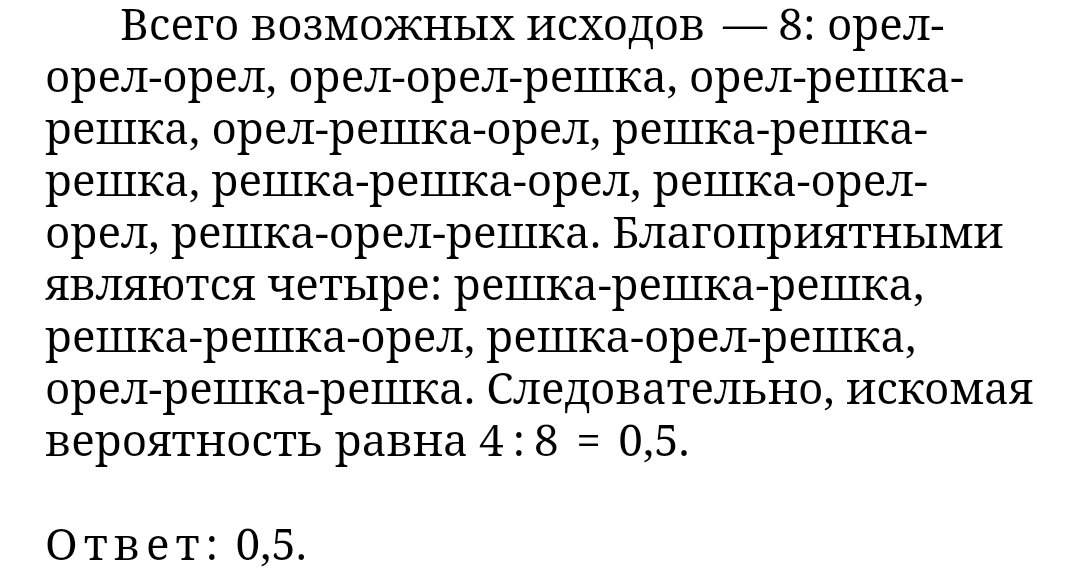 Всего возможных исходов — 8: орел-
орел-орел, орел-орел-решка, орел-решка-
решка, орел-решка-орел, решка-решка-
решка, решка-решка-орел, решка-орел-
орел, решка-орел-решка. Благоприятными
являются четыре: решка-решка-решка,
решка-решка-орел, решка-орел-решка,
орел-решка-решка. Следовательно, искомая
вероятность равна 4 : 8 = 0,5.
Ответ: 0,5.